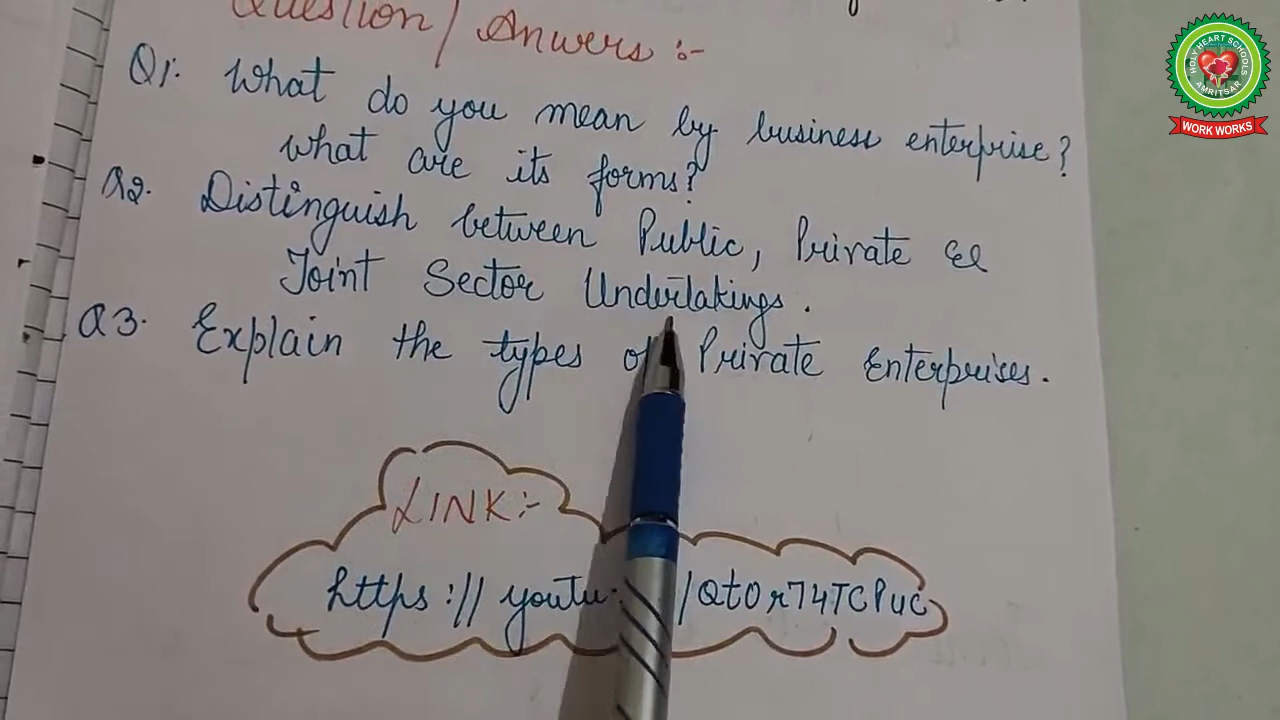 Question/Anwers :-
Q1. What do you mean by business enterprise?
what are its forms?
Q2. Distinguish between Public, Private &
Joint Sector Undertakings.
Q3. Explain the types of Private Enterprises.
LINK:-
https://youtu. /Qt0r74TCPuC
HOLY HEART SCHOOLS
AMRITSAR
WORK WORKS